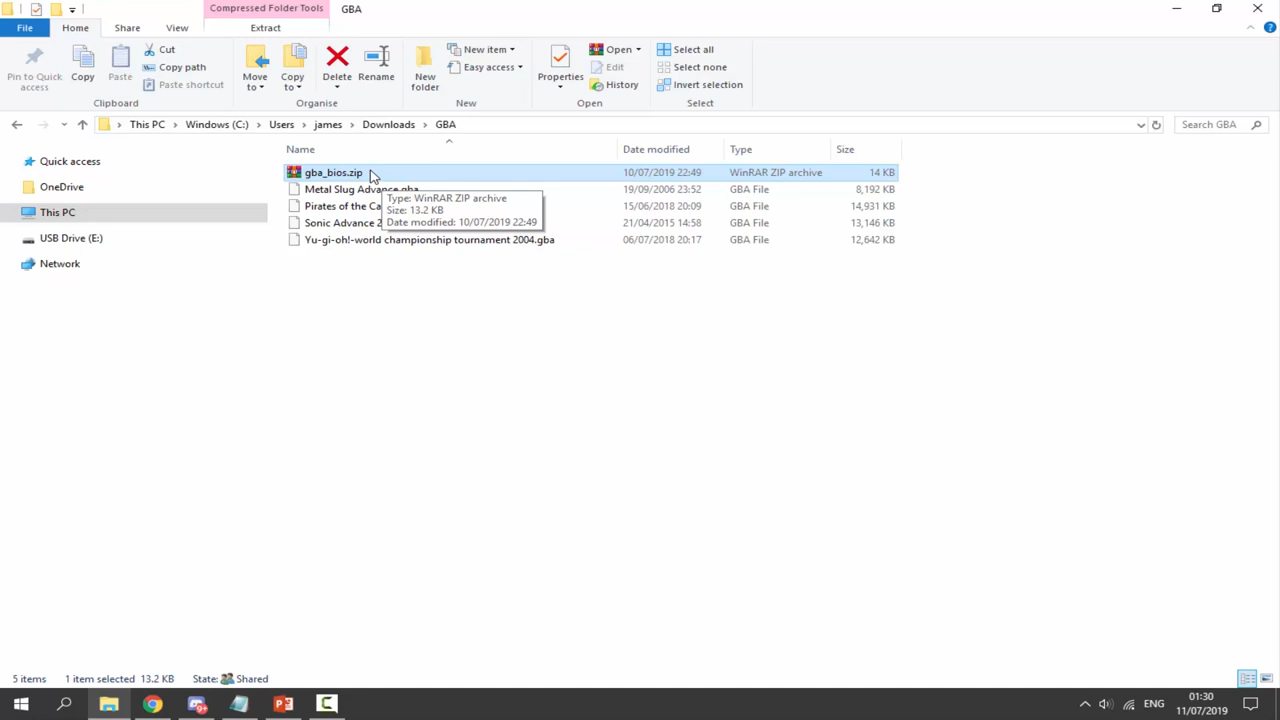 Compressed Folder Tools
GBA
File
Home
Share
View
Extract
Pin to Quick access
Copy
Paste
Cut
Copy path
Paste shortcut
Clipboard
Move to
Copy to
Delete
Rename
Organise
New folder
New item
Easy access
New
Properties
Open
Edit
History
Open
Select all
Select none
Invert selection
Select
This PC
Windows (C:)
Users
james
Downloads
GBA
Search GBA
Quick access
OneDrive
This PC
USB Drive (E:)
Network
Name
Date modified
Type
Size
gba_bios.zip 10/07/2019 22:49 WinRAR ZIP archive 14 KB
Metal Slug Advance.gba 19/09/2006 23:52 GBA File 8,192 KB
Pirates of the Ca 15/06/2018 20:09 GBA File 14,931 KB
Sonic Advance 2 21/04/2015 14:58 GBA File 13,146 KB
Yu-gi-oh!-world championship tournament 2004.gba 06/07/2018 20:17 GBA File 12,642 KB
Type: WinRAR ZIP archive
Size: 13.2 KB
Date modified: 10/07/2019 22:49
5 items 1 item selected 13.2 KB State: Shared
ENG
01:30
11/07/2019